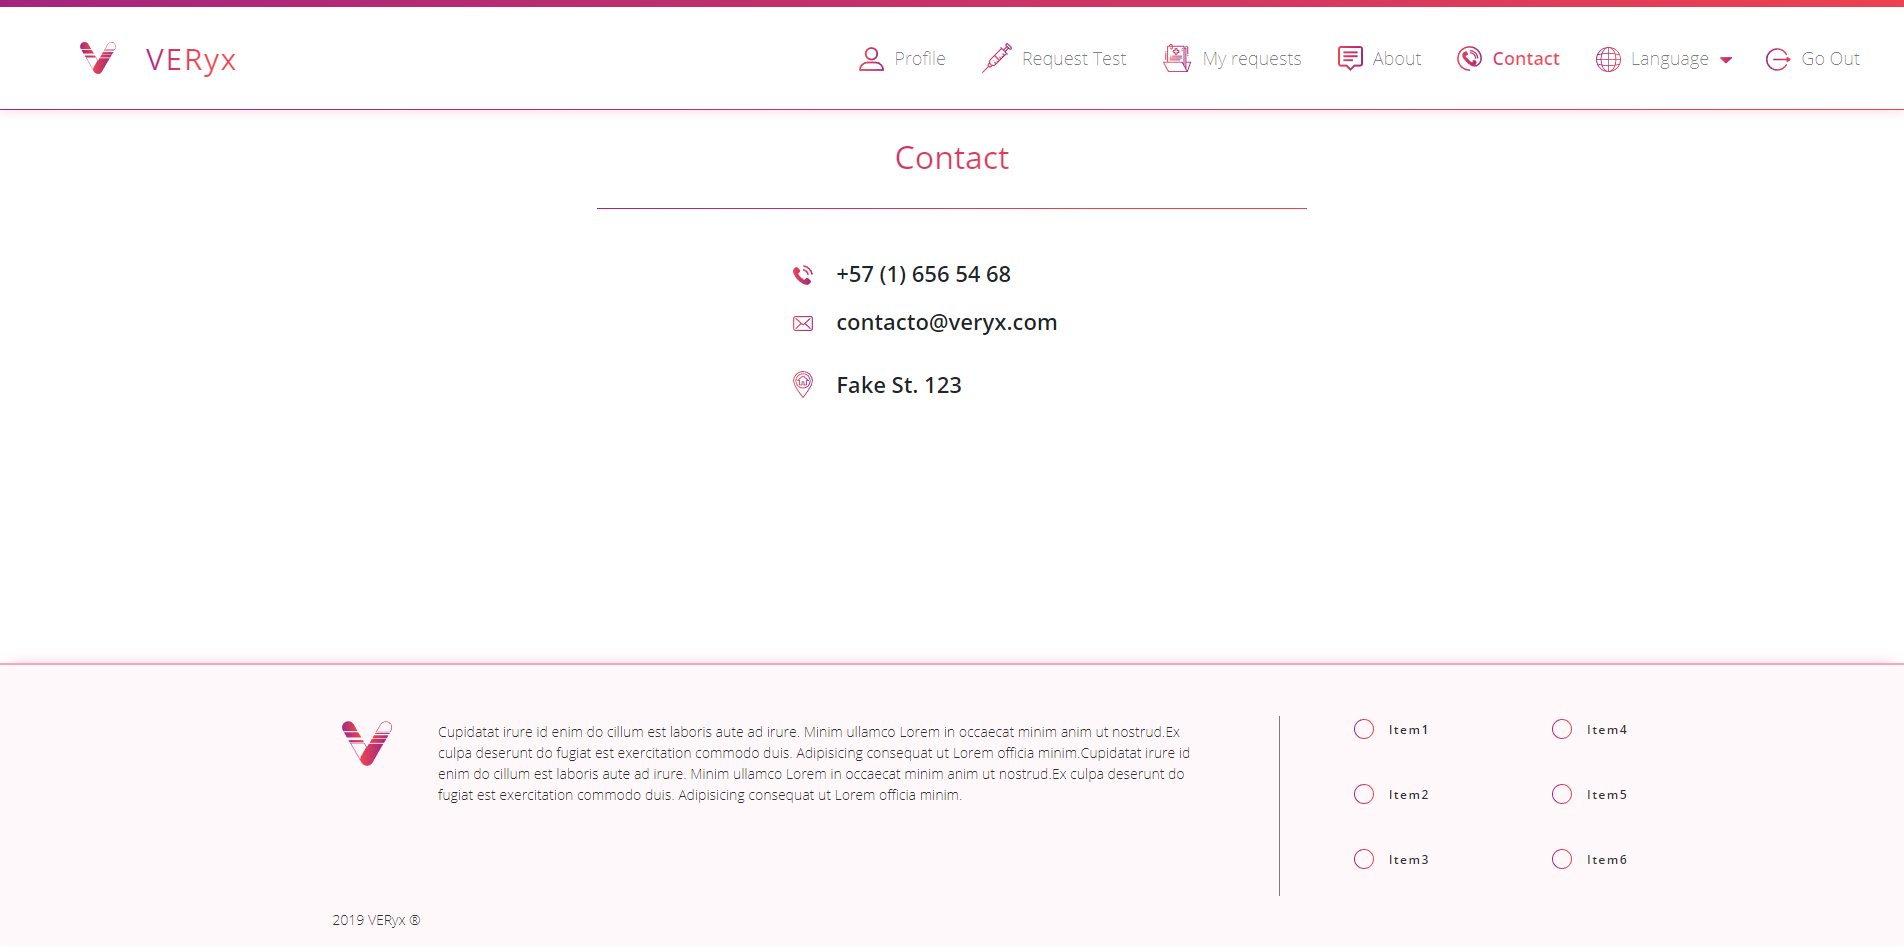 VERyx
Profile
Request Test
My requests
About
Contact
Language
Go Out
Contact
+57 (1) 656 54 68
contacto@veryx.com
Fake St. 123
Cupidatat irure id enim do cillum est laboris aute ad irure. Minim ullamco Lorem in occaecat minim anim ut nostrud.Ex
culpa deserunt do fugiat est exercitation commodo duis. Adipisicing consequat ut Lorem officia minim.Cupidatat irure id
enim do cillum est laboris aute ad irure. Minim ullamco Lorem in occaecat minim anim ut nostrud.Ex culpa deserunt do
fugiat est exercitation commodo duis. Adipisicing consequat ut Lorem officia minim.
Item1
Item4
Item2
Item5
Item3
Item6
2019 VERyx ®